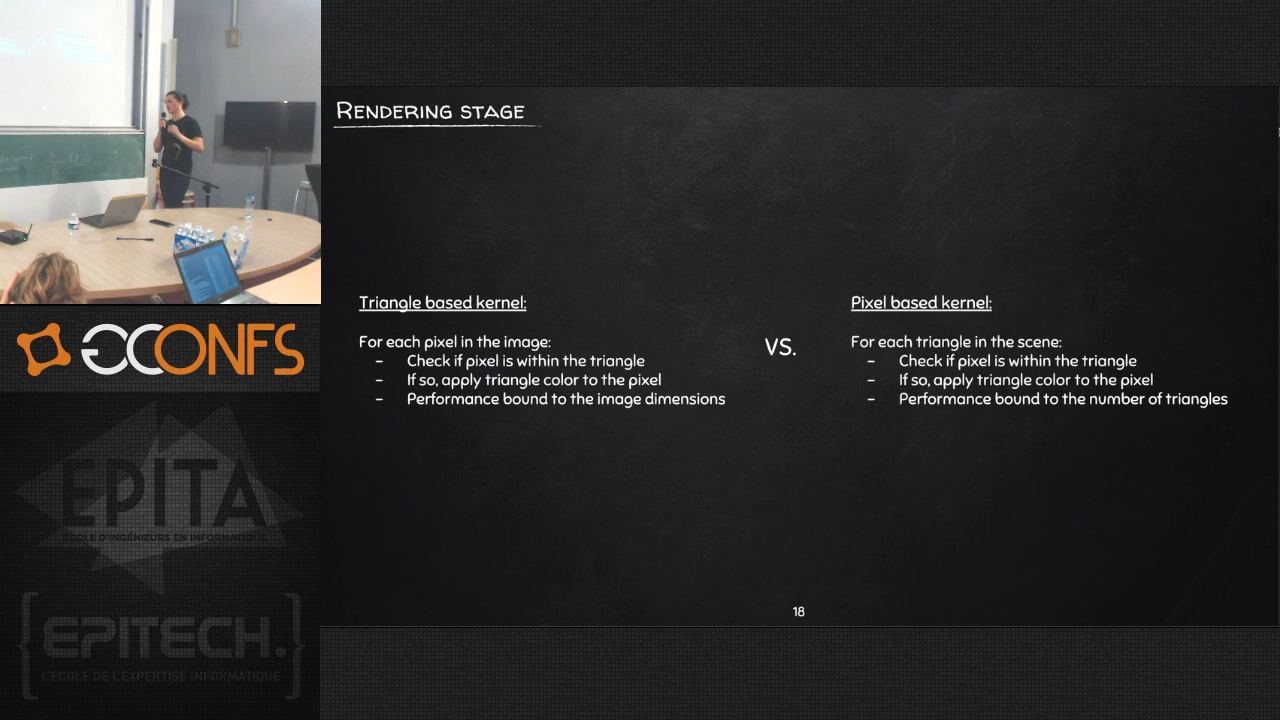 RENDERING STAGE
Triangle based kernel:
For each pixel in the image:
- Check if pixel is within the triangle
- If so, apply triangle color to the pixel
- Performance bound to the image dimensions
VS.
Pixel based kernel:
For each triangle in the scene:
- Check if pixel is within the triangle
- If so, apply triangle color to the pixel
- Performance bound to the number of triangles
18
GCONFS
EPITA
ÉCOLE D'INGÉNIEURS EN INFORMATIQUE
{EPITECH.}
L'ECOLE DE L'EXPERTISE INFORMATIQUE